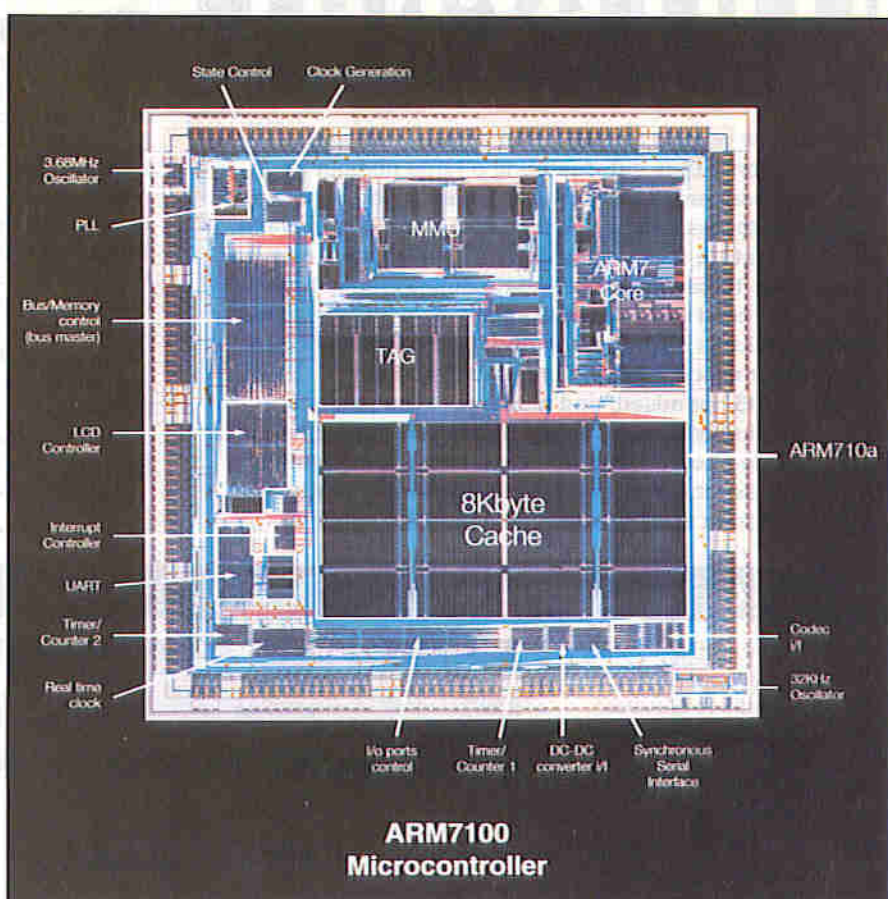 State Control
Clock Generation
3.68MHz
Oscillator
PLL
MMU
ARM7
Core
Bus/Memory
control
(bus master)
TAG
LCD
Controller
ARM710a
8Kbyte
Cache
Interrupt
Controller
UART
Timer/
Counter 2
Codec
I/f
Real time
clock
32KHz
Oscillator
I/o ports
control
Timer/
Counter 1
DC-DC
converter i/f
Synchronous
Serial
Interface
ARM7100
Microcontroller